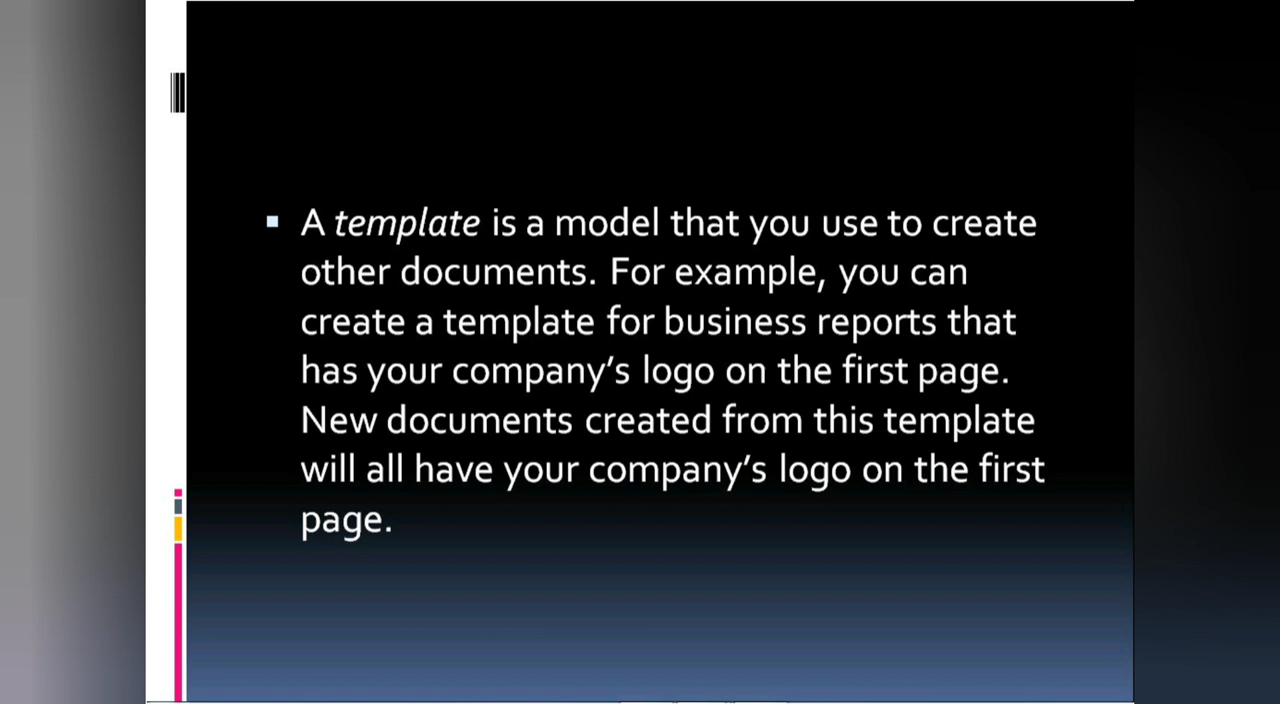 A template is a model that you use to create
other documents. For example, you can
create a template for business reports that
has your company’s logo on the first page.
New documents created from this template
will all have your company’s logo on the first
page.